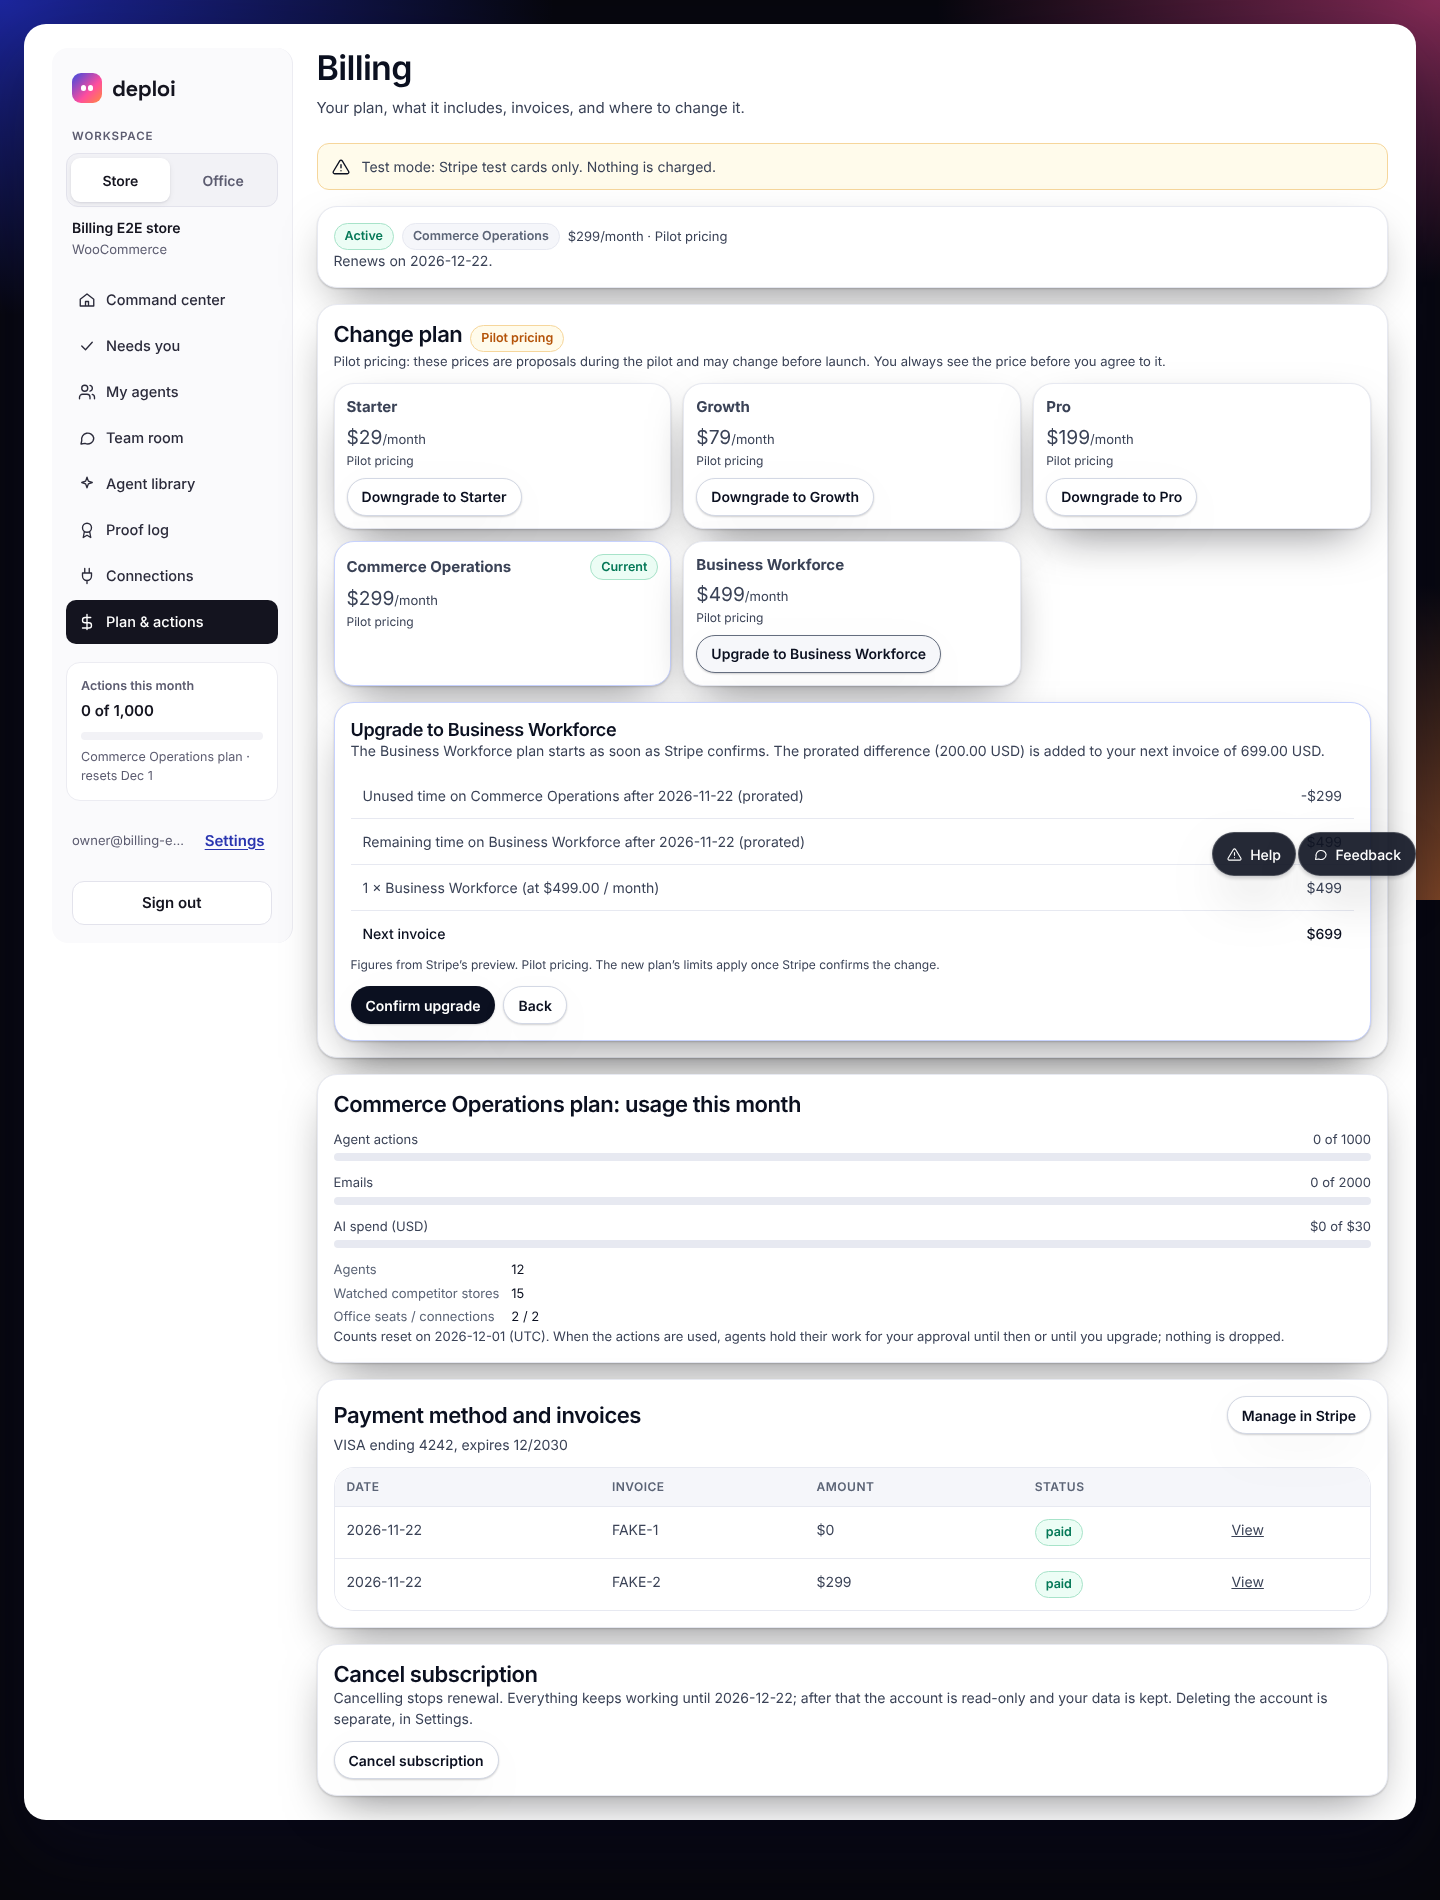 deploi
WORKSPACE
Store
Office
Billing E2E store
WooCommerce
Command center
Needs you
My agents
Team room
Agent library
Proof log
Connections
Plan & actions
Actions this month
0 of 1,000
Commerce Operations plan ·
resets Dec 1
owner@billing-e...
Settings
Sign out
Billing
Your plan, what it includes, invoices, and where to change it.
Test mode: Stripe test cards only. Nothing is charged.
Active Commerce Operations $299/month · Pilot pricing
Renews on 2026-12-22.
Change plan Pilot pricing
Pilot pricing: these prices are proposals during the pilot and may change before launch. You always see the price before you agree to it.
Starter
$29/month
Pilot pricing
Downgrade to Starter
Growth
$79/month
Pilot pricing
Downgrade to Growth
Pro
$199/month
Pilot pricing
Downgrade to Pro
Commerce Operations Current
$299/month
Pilot pricing
Business Workforce
$499/month
Pilot pricing
Upgrade to Business Workforce
Upgrade to Business Workforce
The Business Workforce plan starts as soon as Stripe confirms. The prorated difference (200.00 USD) is added to your next invoice of 699.00 USD.
Unused time on Commerce Operations after 2026-11-22 (prorated) -$299
Remaining time on Business Workforce after 2026-11-22 (prorated) $499
Help
Feedback
1 × Business Workforce (at $499.00 / month) $499
Next invoice $699
Figures from Stripe’s preview. Pilot pricing. The new plan’s limits apply once Stripe confirms the change.
Confirm upgrade
Back
Commerce Operations plan: usage this month
Agent actions 0 of 1000
Emails 0 of 2000
AI spend (USD) $0 of $30
Agents 12
Watched competitor stores 15
Office seats / connections 2 / 2
Counts reset on 2026-12-01 (UTC). When the actions are used, agents hold their work for your approval until then or until you upgrade; nothing is dropped.
Payment method and invoices
Manage in Stripe
VISA ending 4242, expires 12/2030
DATE INVOICE AMOUNT STATUS
2026-11-22 FAKE-1 $0 paid View
2026-11-22 FAKE-2 $299 paid View
Cancel subscription
Cancelling stops renewal. Everything keeps working until 2026-12-22; after that the account is read-only and your data is kept. Deleting the account is
separate, in Settings.
Cancel subscription